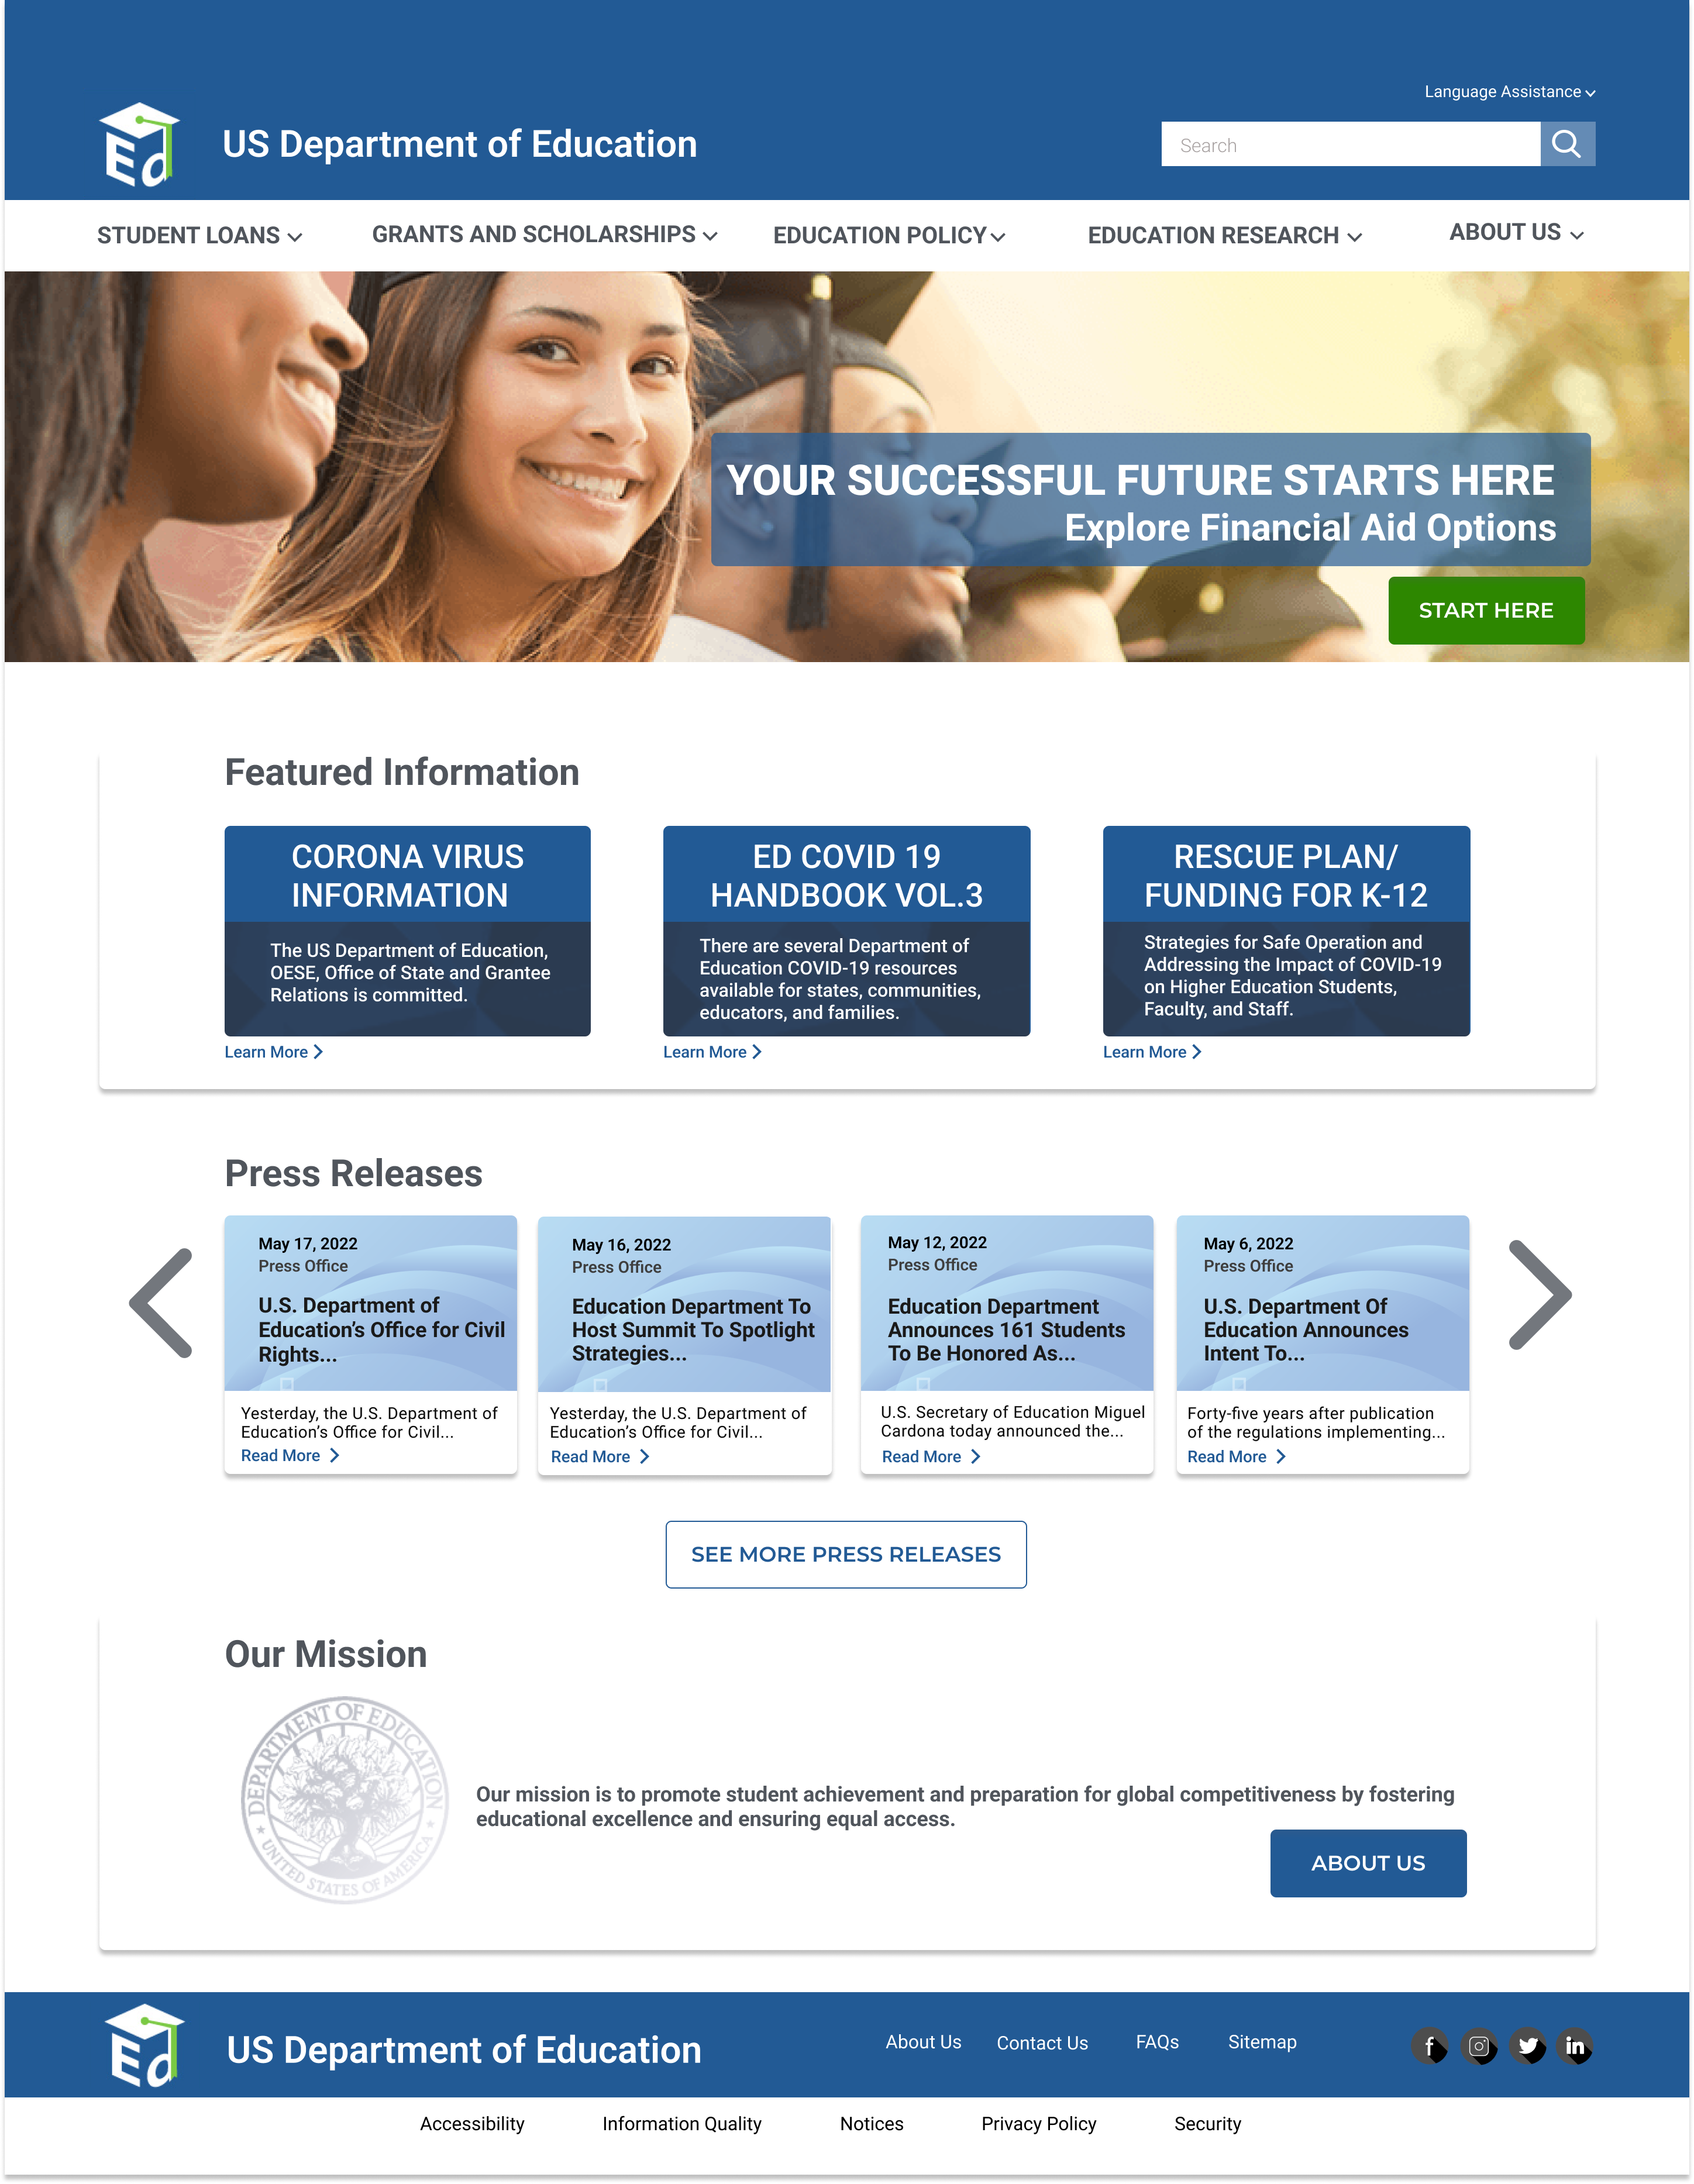 Language Assistance
Ed
US Department of Education
Search
STUDENT LOANS
GRANTS AND SCHOLARSHIPS
EDUCATION POLICY
EDUCATION RESEARCH
ABOUT US
YOUR SUCCESSFUL FUTURE STARTS HERE
Explore Financial Aid Options
START HERE
Featured Information
CORONA VIRUS
INFORMATION
The US Department of Education,
OESE, Office of State and Grantee
Relations is committed.
Learn More
ED COVID 19
HANDBOOK VOL.3
There are several Department of
Education COVID-19 resources
available for states, communities,
educators, and families.
Learn More
RESCUE PLAN/
FUNDING FOR K-12
Strategies for Safe Operation and
Addressing the Impact of COVID-19
on Higher Education Students,
Faculty, and Staff.
Learn More
Press Releases
May 17, 2022
Press Office
U.S. Department of
Education’s Office for Civil
Rights...
Yesterday, the U.S. Department of
Education’s Office for Civil...
Read More
May 16, 2022
Press Office
Education Department To
Host Summit To Spotlight
Strategies...
Yesterday, the U.S. Department of
Education’s Office for Civil...
Read More
May 12, 2022
Press Office
Education Department
Announces 161 Students
To Be Honored As...
U.S. Secretary of Education Miguel
Cardona today announced the...
Read More
May 6, 2022
Press Office
U.S. Department Of
Education Announces
Intent To...
Forty-five years after publication
of the regulations implementing...
Read More
SEE MORE PRESS RELEASES
Our Mission
DEPARTMENT OF EDUCATION
UNITED STATES OF AMERICA
Our mission is to promote student achievement and preparation for global competitiveness by fostering
educational excellence and ensuring equal access.
ABOUT US
Ed
US Department of Education
About Us
Contact Us
FAQs
Sitemap
f
in
Accessibility
Information Quality
Notices
Privacy Policy
Security